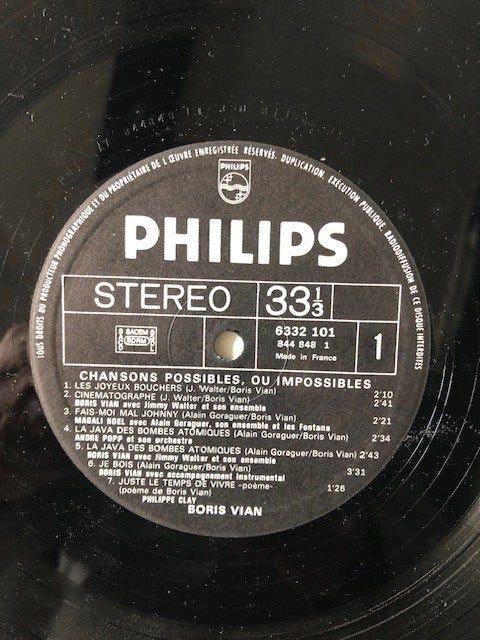 TOUS DROITS DU PRODUCTEUR PHONOGRAPHIQUE ET DU PROPRIÉTAIRE DE L'ŒUVRE ENREGISTRÉE RÉSERVÉS. DUPLICATION, EXÉCUTION PUBLIQUE, RADIODIFFUSION DE CE DISQUE INTERDITES
PHILIPS
PHILIPS
STEREO 33 1/3
SACEM
SDRM
SACD
SGDL
6332 101
844 848 1
Made in France
1
CHANSONS POSSIBLES, OU IMPOSSIBLES
1. LES JOYEUX BOUCHERS (J. Walter/Boris Vian) 2'10
2. CINEMATOGRAPHE (J. Walter/Boris Vian) 2'41
BORIS VIAN avec Jimmy Walter et son ensemble
3. FAIS-MOI MAL JOHNNY (Alain Goraguer/Boris Vian) 2'21
MAGALI NOEL avec Alain Goraguer, son ensemble et les Fontana
4. LA JAVA DES BOMBES ATOMIQUES (Alain Goraguer/Boris Vian) 2'34
ANDRE POPP et son orchestre
5. LA JAVA DES BOMBES ATOMIQUES (Alain Goraguer/Boris Vian) 2'43
BORIS VIAN avec Jimmy Walter et son ensemble
6. JE BOIS (Alain Goraguer/Boris Vian) 3'31
BORIS VIAN avec accompagnement instrumental
7. JUSTE LE TEMPS DE VIVRE -poème- 1'26
(poème de Boris Vian)
PHILIPPE CLAY
BORIS VIAN